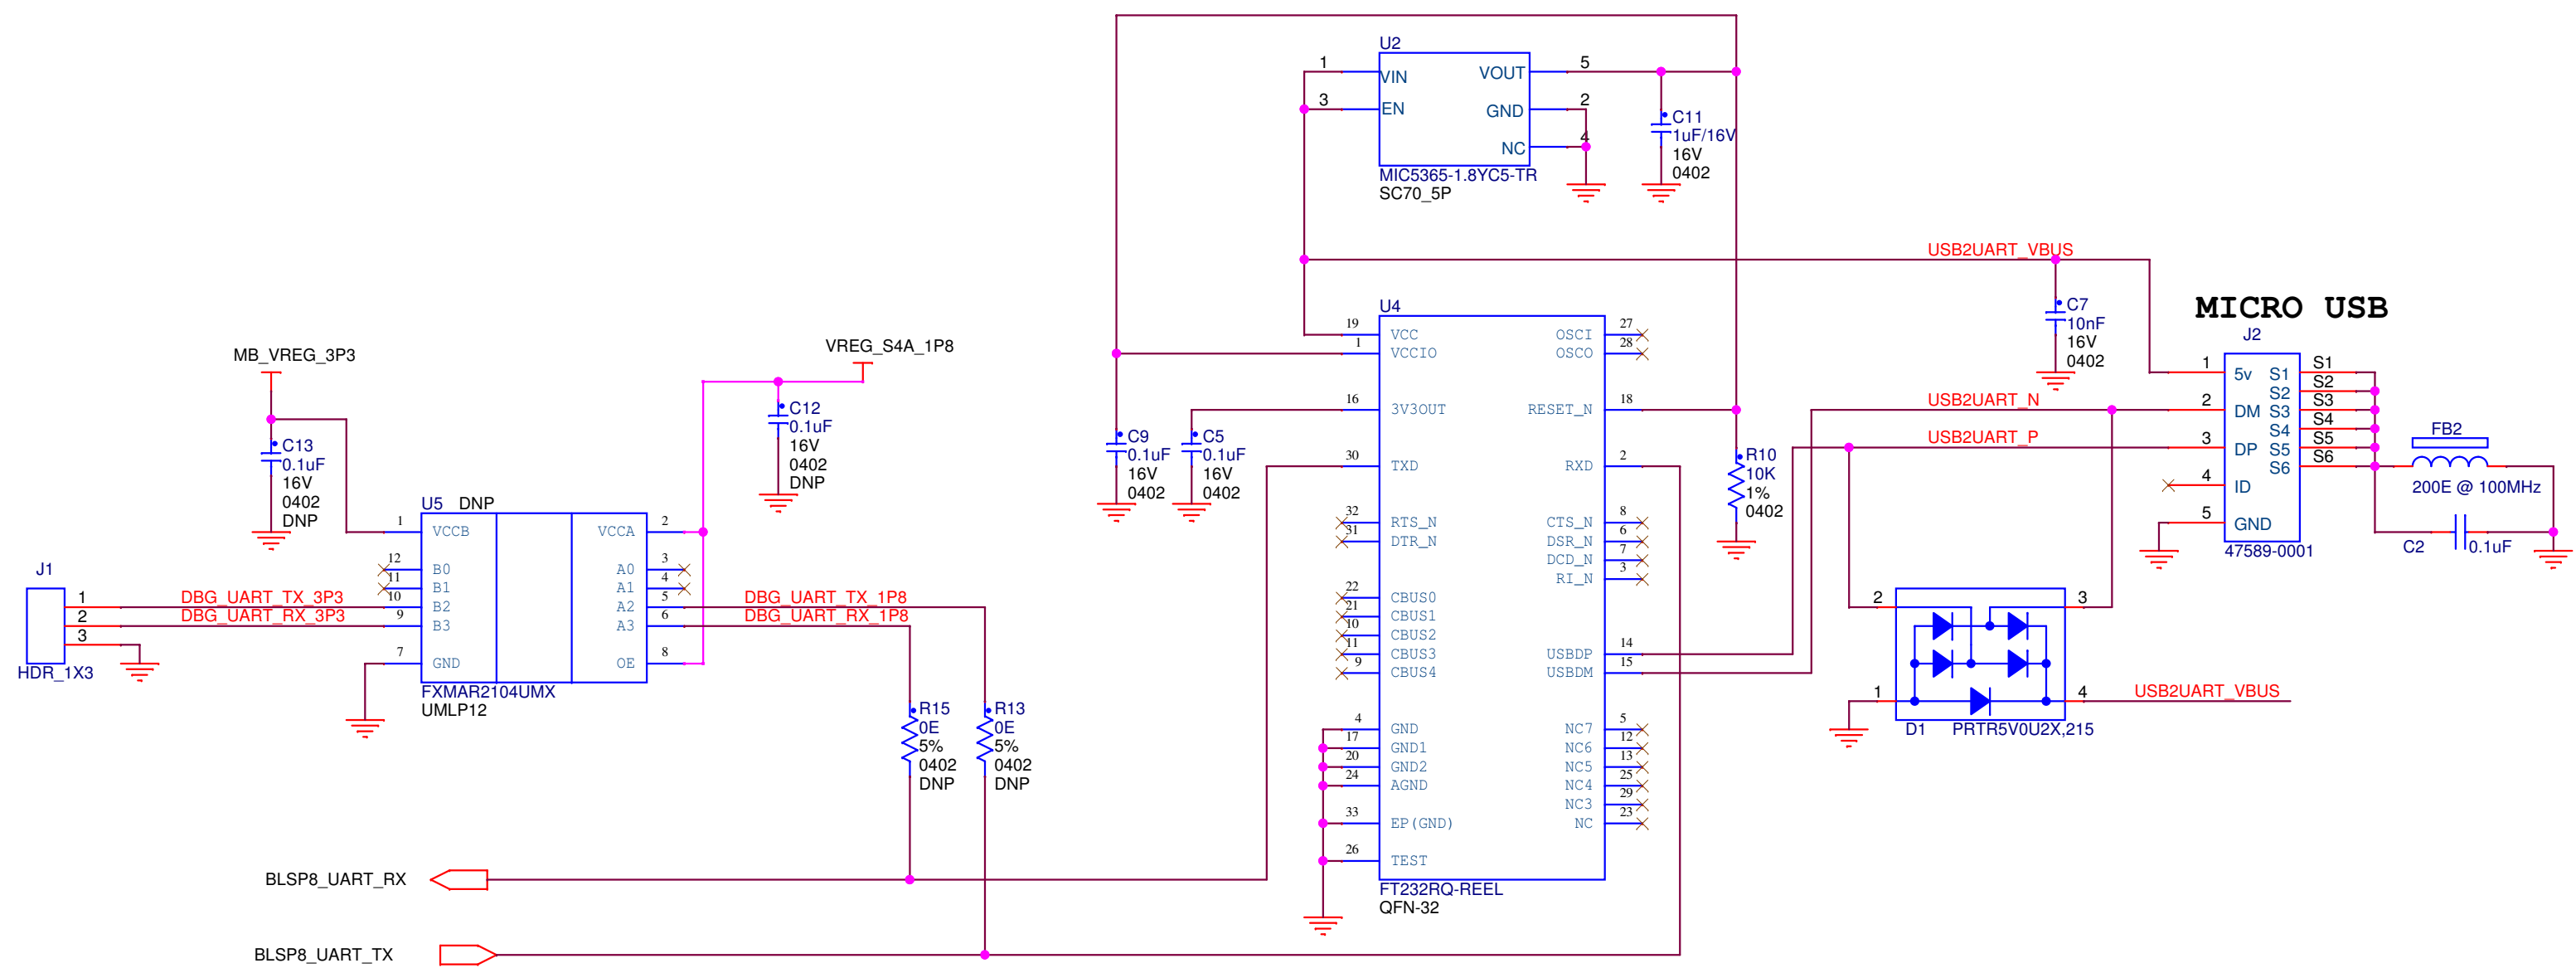 U2
1
VIN
VOUT
5
3
EN
GND
2
NC
4
MIC5365-1.8YC5-TR
SC70_5P
C11
1uF/16V
16V
0402
USB2UART_VBUS
C7
10nF
16V
0402
MICRO USB
J2
1
5v
S1
S1
S2
S2
2
DM
S3
S3
S4
S4
3
DP
S5
S5
S6
S6
4
ID
5
GND
47589-0001
FB2
200E @ 100MHz
C2
0.1uF
USB2UART_N
USB2UART_P
2
3
1
4
USB2UART_VBUS
D1
PRTR5V0U2X,215
U4
19
VCC
OSCI
27
1
VCCIO
OSCO
28
16
3V3OUT
RESET_N
18
30
TXD
RXD
2
32
RTS_N
CTS_N
8
31
DTR_N
DSR_N
6
DCD_N
7
RI_N
3
22
CBUS0
21
CBUS1
10
CBUS2
11
CBUS3
USBDP
14
9
CBUS4
USBDM
15
4
GND
NC7
5
17
GND1
NC6
12
20
GND2
NC5
13
24
AGND
NC4
25
NC3
29
33
EP(GND)
NC
23
26
TEST
FT232RQ-REEL
QFN-32
C9
0.1uF
16V
0402
C5
0.1uF
16V
0402
R10
10K
1%
0402
MB_VREG_3P3
C13
0.1uF
16V
0402
DNP
VREG_S4A_1P8
C12
0.1uF
16V
0402
DNP
U5 DNP
1
VCCB
VCCA
2
12
B0
A0
3
11
B1
A1
4
10
B2
A2
5
9
B3
A3
6
7
GND
OE
8
FXMAR2104UMX
UMLP12
J1
1
2
3
HDR_1X3
DBG_UART_TX_3P3
DBG_UART_RX_3P3
DBG_UART_TX_1P8
DBG_UART_RX_1P8
R15
0E
5%
0402
DNP
R13
0E
5%
0402
DNP
BLSP8_UART_RX
BLSP8_UART_TX